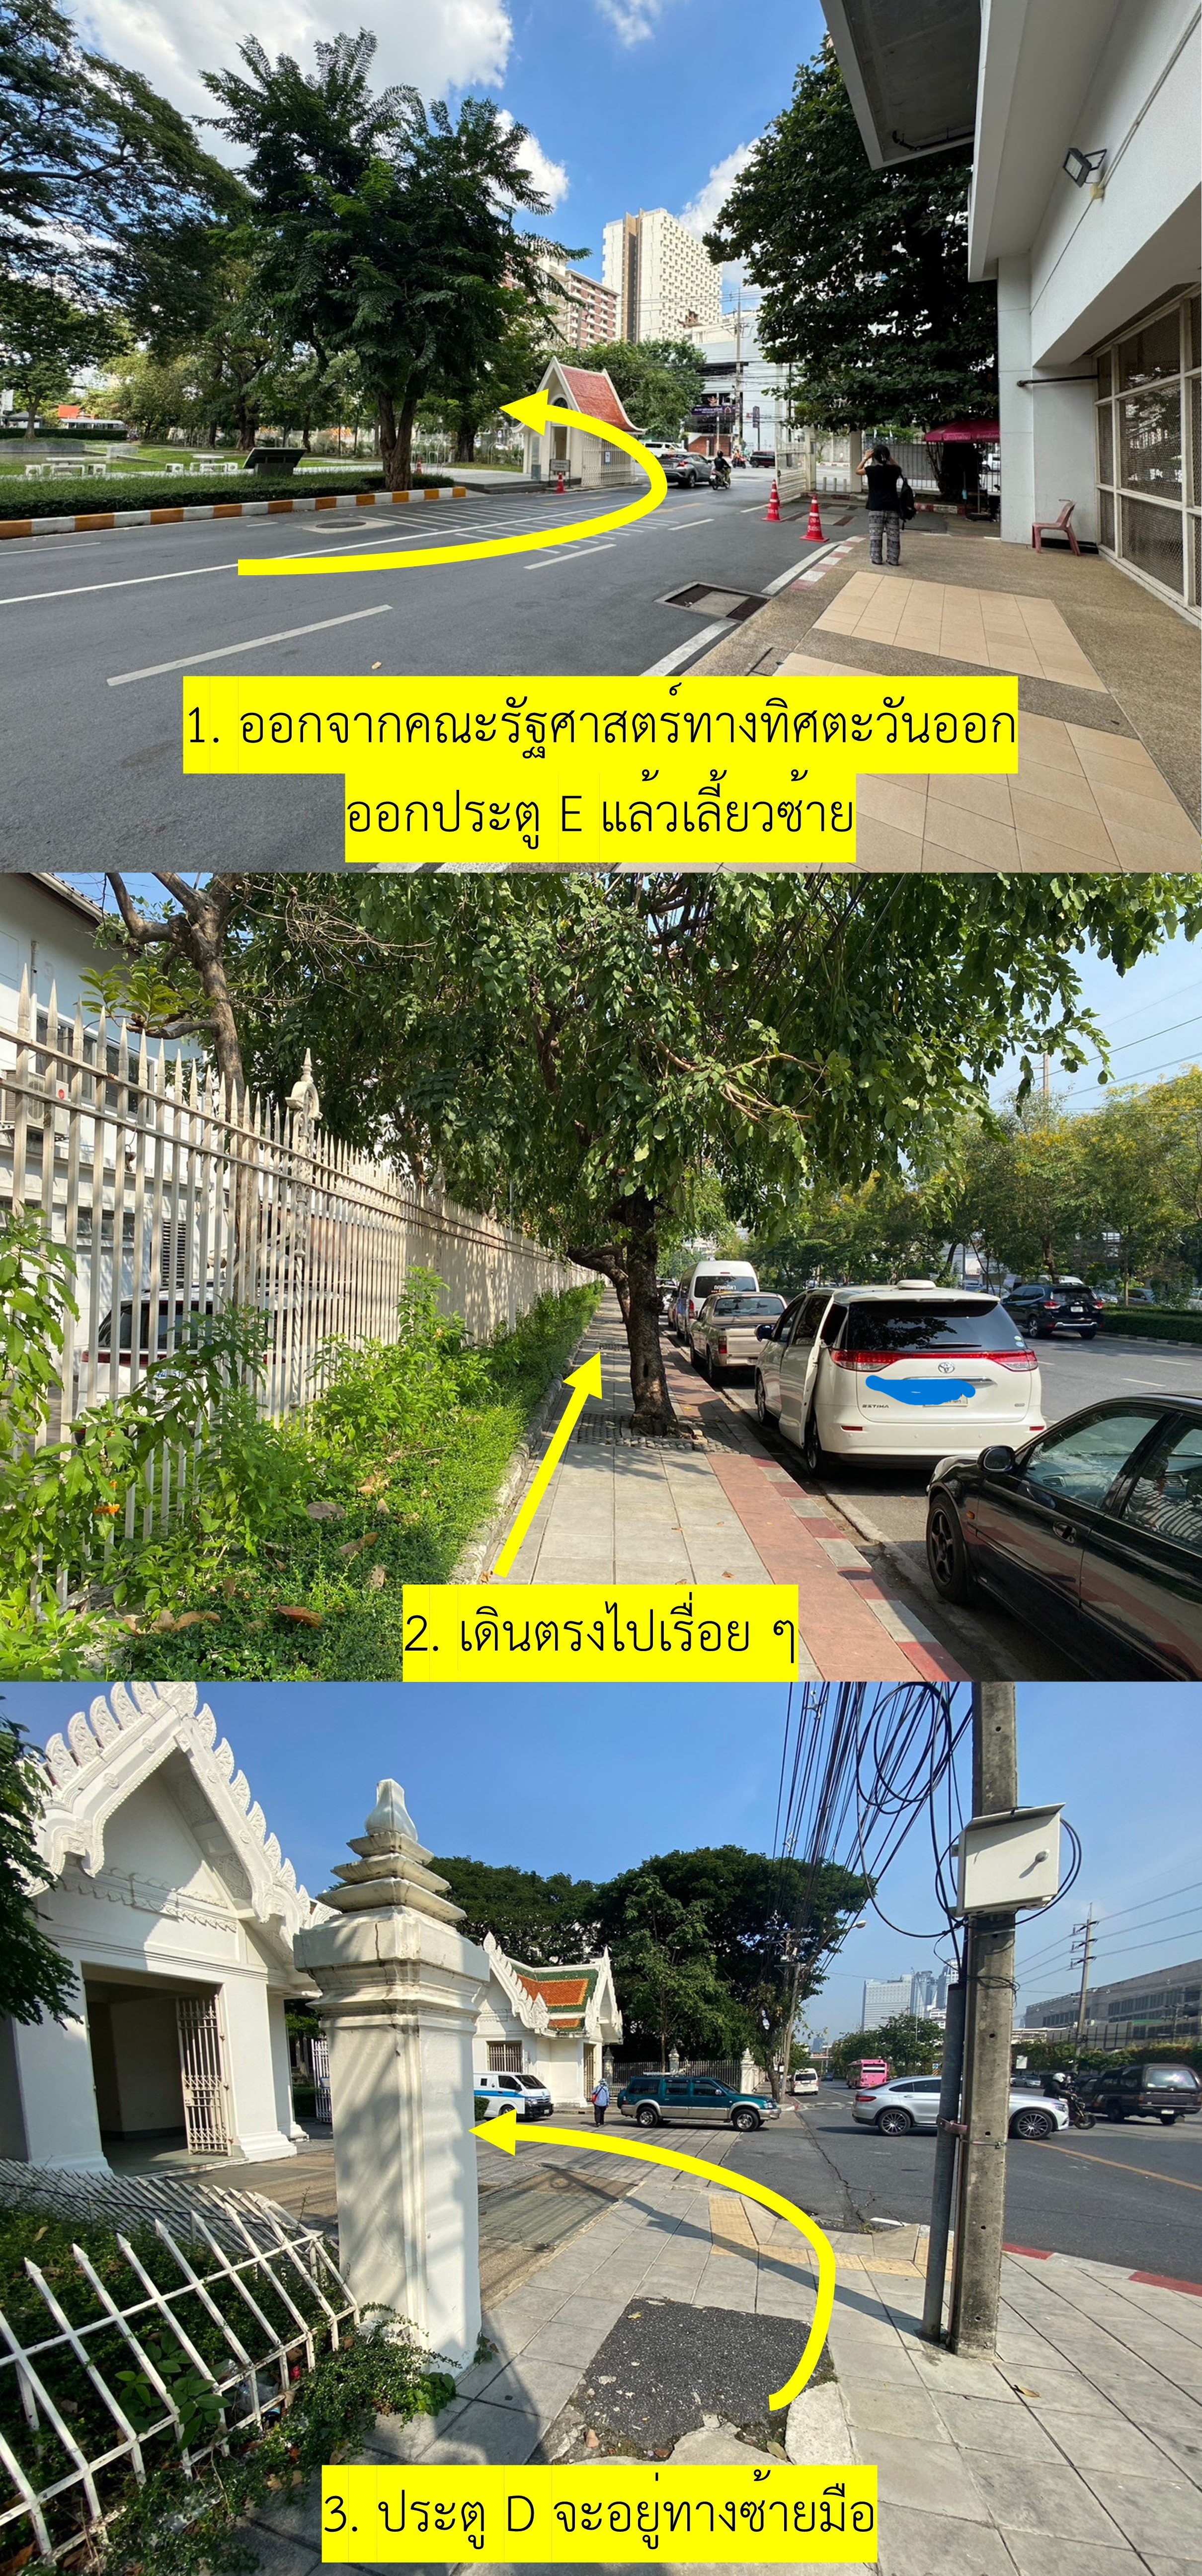 1. ออกจากคณะรัฐศาสตร์ทางทิศตะวันออก
ออกประตู E แล้วเลี้ยวซ้าย
ESTIMA
2. เดินตรงไปเรื่อย ๆ
3. ประตู D จะอยู่ทางซ้ายมือ